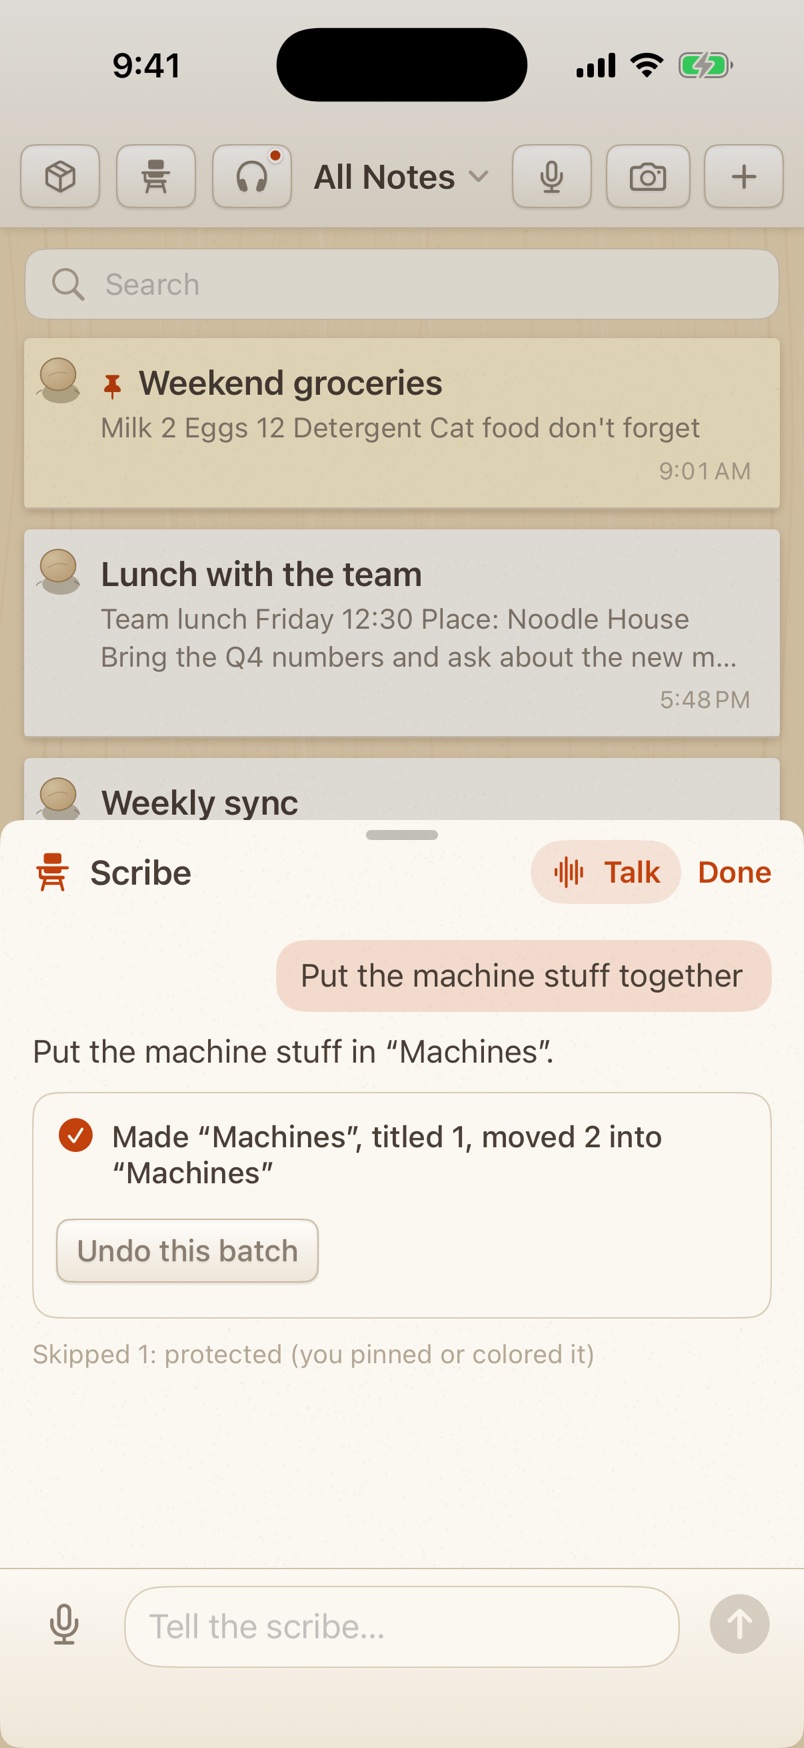 9:41
All Notes
Search
Weekend groceries
Milk 2 Eggs 12 Detergent Cat food don't forget
9:01 AM
Lunch with the team
Team lunch Friday 12:30 Place: Noodle House
Bring the Q4 numbers and ask about the new m...
5:48 PM
Weekly sync
Scribe
Talk
Done
Put the machine stuff together
Put the machine stuff in “Machines”.
Made “Machines”, titled 1, moved 2 into
“Machines”
Undo this batch
Skipped 1: protected (you pinned or colored it)
Tell the scribe...